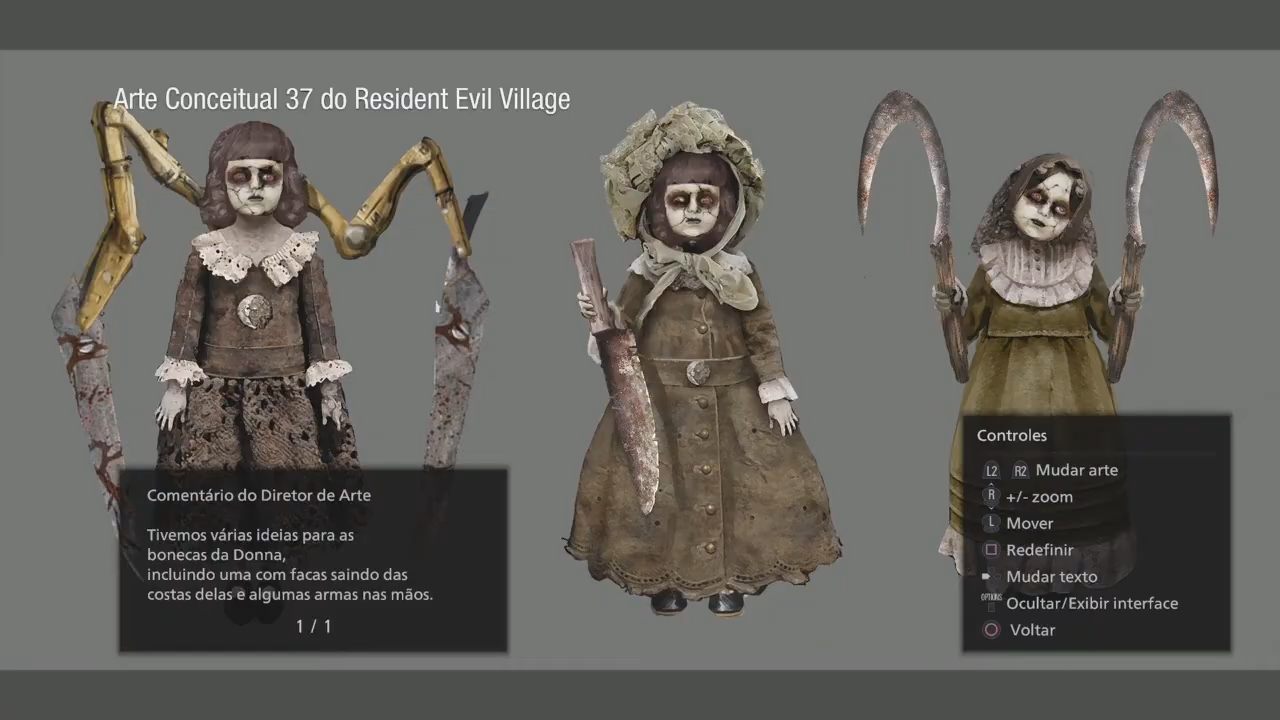 Arte Conceitual 37 do Resident Evil Village
Comentário do Diretor de Arte
Tivemos várias ideias para as
bonecas da Donna,
incluindo uma com facas saindo das
costas delas e algumas armas nas mãos.
1 / 1
Controles
L2 R2 Mudar arte
R +/- zoom
L Mover
Redefinir
Mudar texto
OPTIONS Ocultar/Exibir interface
Voltar